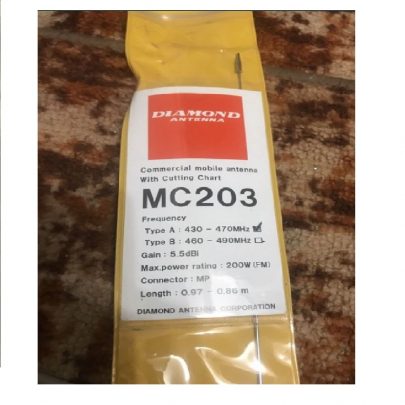 DIAMOND
ANTENNA
Commercial mobile antenna
With Cutting Chart
MC203
Frequency
Type A : 430 - 470MHz
Type B : 460 - 490MHz
Gain : 5.5dBi
Max.power rating : 200W (FM)
Connector : MP
Length : 0.97 - 0.86 m
DIAMOND ANTENNA CORPORATION